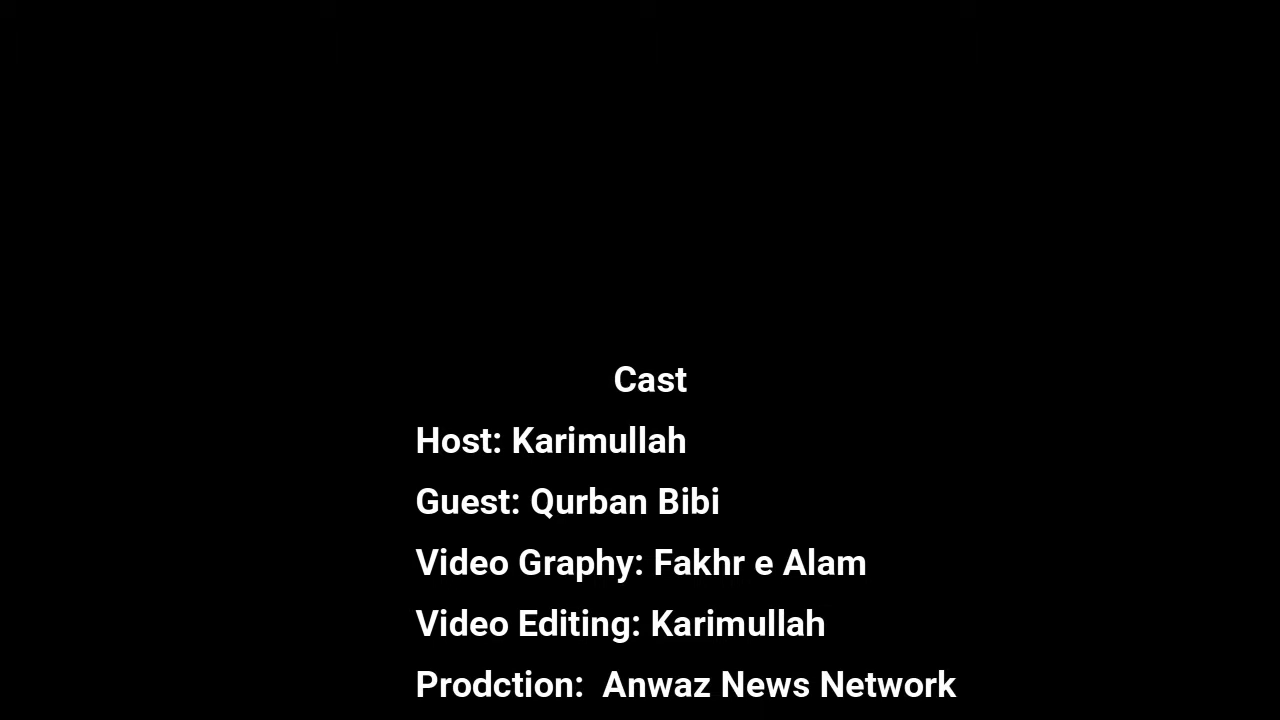 Cast
Host: Karimullah
Guest: Qurban Bibi
Video Graphy: Fakhr e Alam
Video Editing: Karimullah
Prodction:  Anwaz News Network